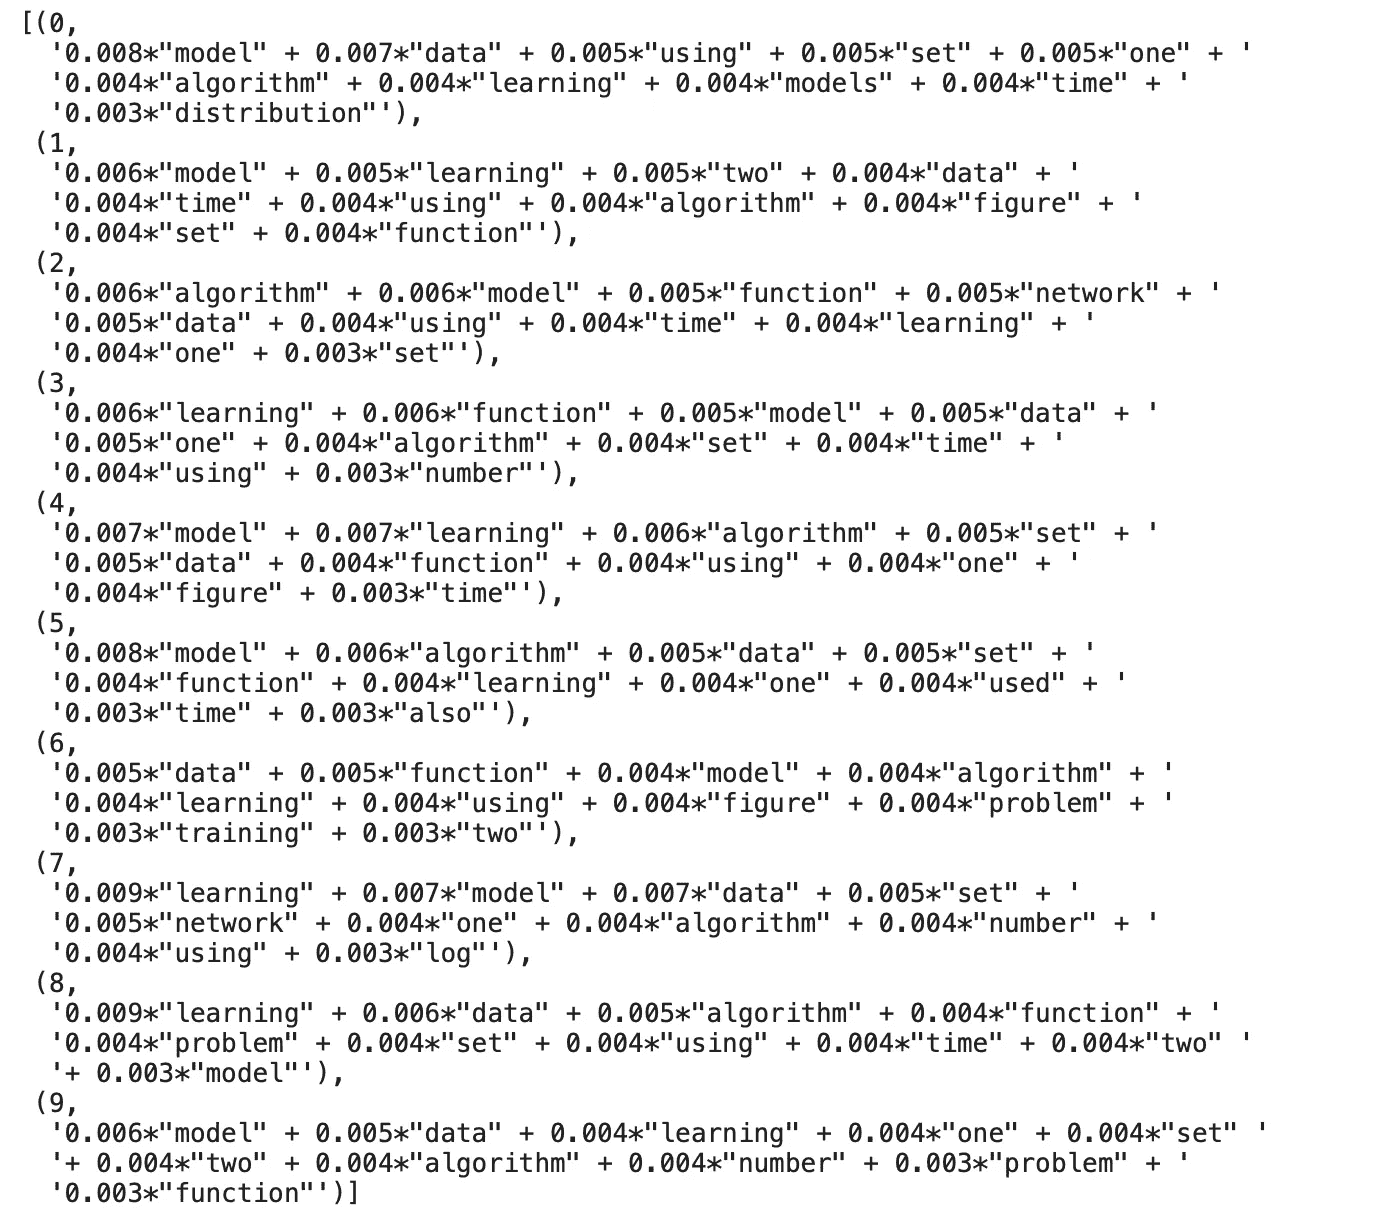 [(0,
'0.008*"model" + 0.007*"data" + 0.005*"using" + 0.005*"set" + 0.005*"one" + '
'0.004*"algorithm" + 0.004*"learning" + 0.004*"models" + 0.004*"time" + '
'0.003*"distribution"'),
(1,
'0.006*"model" + 0.005*"learning" + 0.005*"two" + 0.004*"data" + '
'0.004*"time" + 0.004*"using" + 0.004*"algorithm" + 0.004*"figure" + '
'0.004*"set" + 0.004*"function"'),
(2,
'0.006*"algorithm" + 0.006*"model" + 0.005*"function" + 0.005*"network" + '
'0.005*"data" + 0.004*"using" + 0.004*"time" + 0.004*"learning" + '
'0.004*"one" + 0.003*"set"'),
(3,
'0.006*"learning" + 0.006*"function" + 0.005*"model" + 0.005*"data" + '
'0.005*"one" + 0.004*"algorithm" + 0.004*"set" + 0.004*"time" + '
'0.004*"using" + 0.003*"number"'),
(4,
'0.007*"model" + 0.007*"learning" + 0.006*"algorithm" + 0.005*"set" + '
'0.005*"data" + 0.004*"function" + 0.004*"using" + 0.004*"one" + '
'0.004*"figure" + 0.003*"time"'),
(5,
'0.008*"model" + 0.006*"algorithm" + 0.005*"data" + 0.005*"set" + '
'0.004*"function" + 0.004*"learning" + 0.004*"one" + 0.004*"used" + '
'0.003*"time" + 0.003*"also"'),
(6,
'0.005*"data" + 0.005*"function" + 0.004*"model" + 0.004*"algorithm" + '
'0.004*"learning" + 0.004*"using" + 0.004*"figure" + 0.004*"problem" + '
'0.003*"training" + 0.003*"two"'),
(7,
'0.009*"learning" + 0.007*"model" + 0.007*"data" + 0.005*"set" + '
'0.005*"network" + 0.004*"one" + 0.004*"algorithm" + 0.004*"number" + '
'0.004*"using" + 0.003*"log"'),
(8,
'0.009*"learning" + 0.006*"data" + 0.005*"algorithm" + 0.004*"function" + '
'0.004*"problem" + 0.004*"set" + 0.004*"using" + 0.004*"time" + 0.004*"two" '
'+ 0.003*"model"'),
(9,
'0.006*"model" + 0.005*"data" + 0.004*"learning" + 0.004*"one" + 0.004*"set" '
'+ 0.004*"two" + 0.004*"algorithm" + 0.004*"number" + 0.003*"problem" + '
'0.003*"function"')]